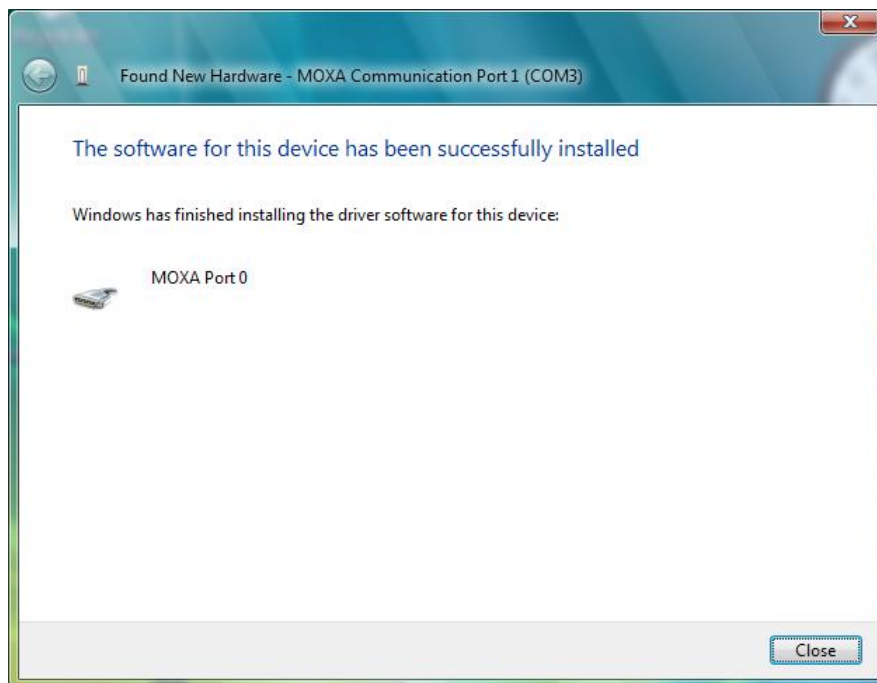 Found New Hardware - MOXA Communication Port 1 (COM3)
The software for this device has been successfully installed
Windows has finished installing the driver software for this device:
MOXA Port 0
Close